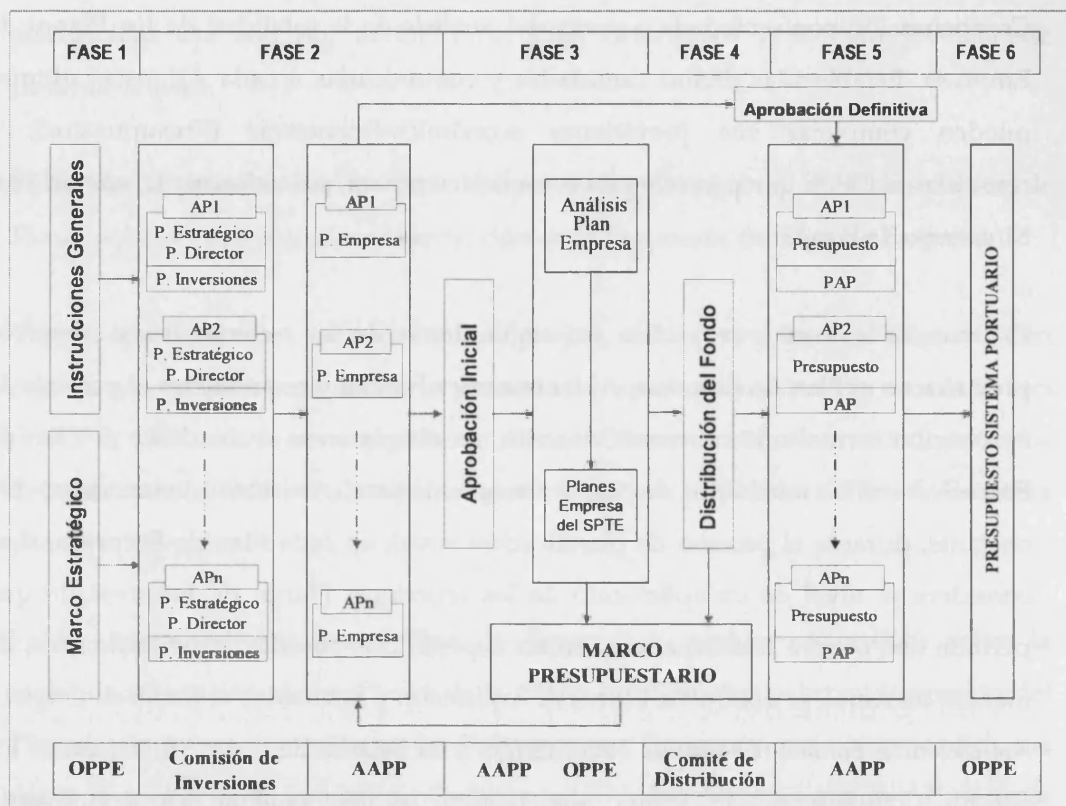 FASE 1
FASE 2
FASE 3
FASE 4
FASE 5
FASE 6
Aprobación Definitiva
Instrucciones Generales
Marco Estratégico
AP1
P. Estratégico
P. Director
P. Inversiones
AP2
P. Estratégico
P. Director
P. Inversiones
APn
P. Estratégico
P. Director
P. Inversiones
AP1
P. Empresa
AP2
P. Empresa
APn
P. Empresa
Aprobación Inicial
Análisis
Plan
Empresa
Planes
Empresa
del SPTE
Distribución del Fondo
MARCO
PRESUPUESTARIO
AP1
Presupuesto
PAP
AP2
Presupuesto
PAP
APn
Presupuesto
PAP
PRESUPUESTO SISTEMA PORTUARIO
OPPE
Comisión de
Inversiones
AAPP
AAPP
OPPE
Comité de
Distribución
AAPP
OPPE